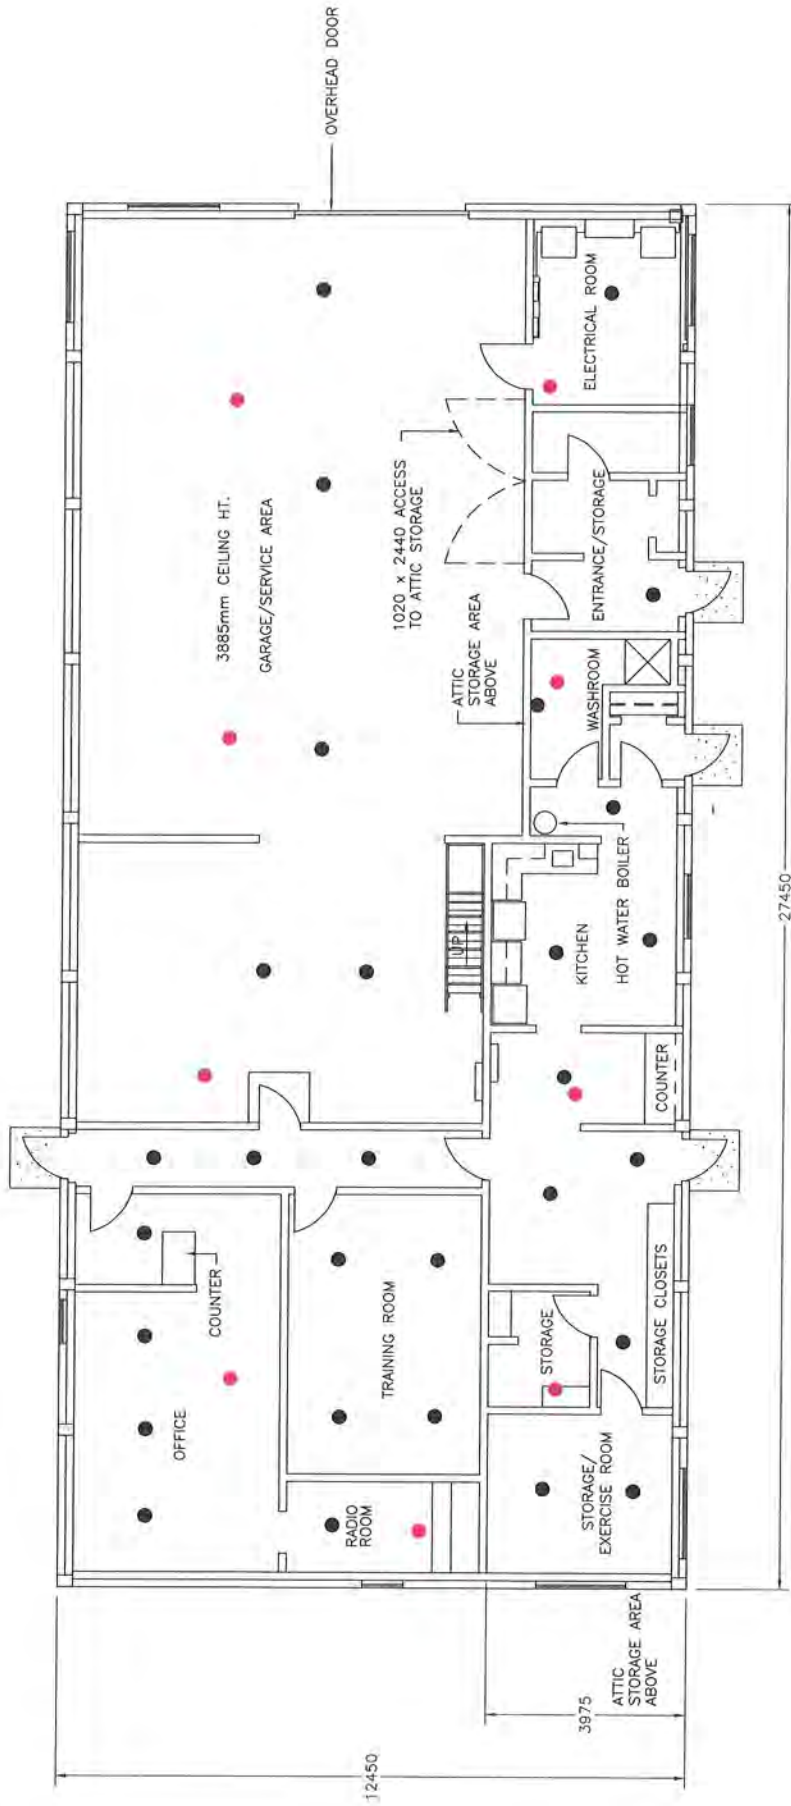 OVERHEAD DOOR
3885mm CEILING HT.
GARAGE/SERVICE AREA
1020 x 2440 ACCESS
TO ATTIC STORAGE
ELECTRICAL ROOM
ENTRANCE/STORAGE
ATTIC
STORAGE AREA
ABOVE
WASHROOM
HOT WATER BOILER
KITCHEN
UP
COUNTER
COUNTER
OFFICE
TRAINING ROOM
STORAGE
STORAGE CLOSETS
RADIO
ROOM
STORAGE/
EXERCISE ROOM
ATTIC
STORAGE AREA
ABOVE
3975
12450
27450